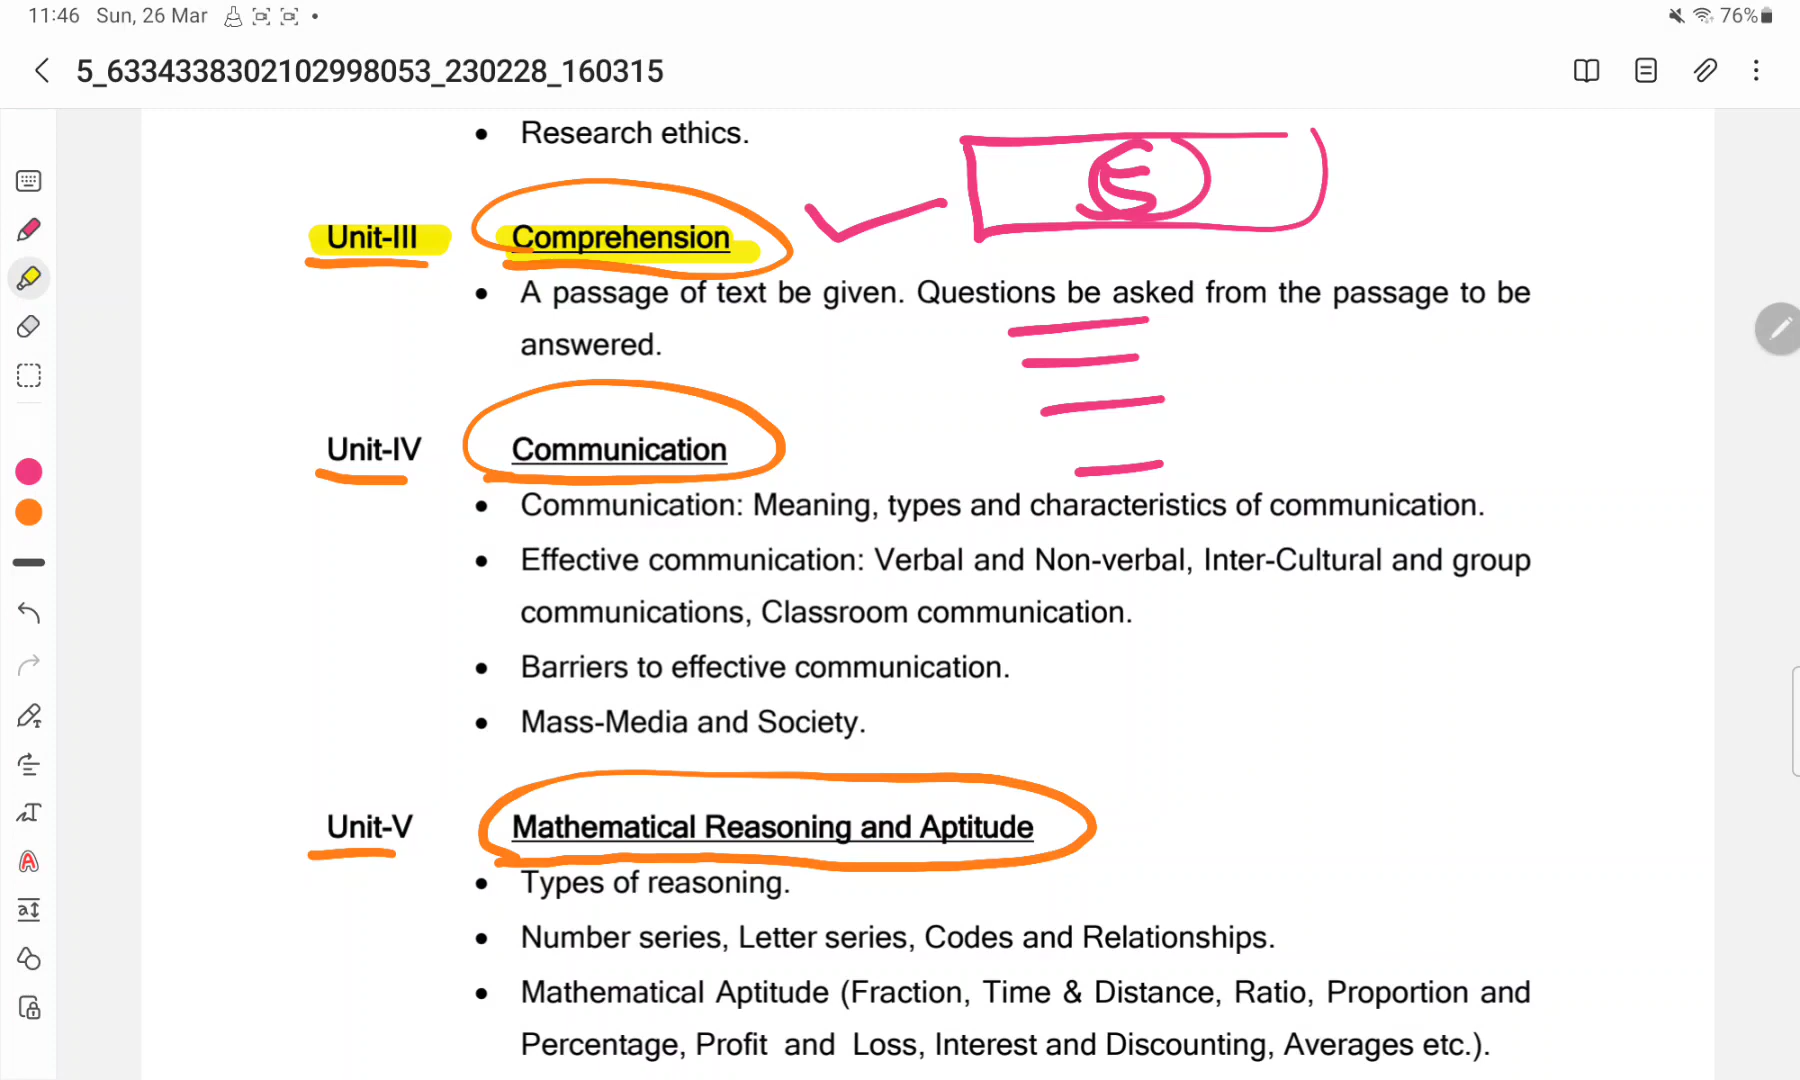 11:46 Sun, 26 Mar 76%
5_6334338302102998053_230228_160315
• Research ethics.
Unit-III Comprehension
• A passage of text be given. Questions be asked from the passage to be
answered.
Unit-IV Communication
• Communication: Meaning, types and characteristics of communication.
• Effective communication: Verbal and Non-verbal, Inter-Cultural and group
communications, Classroom communication.
• Barriers to effective communication.
• Mass-Media and Society.
Unit-V Mathematical Reasoning and Aptitude
• Types of reasoning.
• Number series, Letter series, Codes and Relationships.
• Mathematical Aptitude (Fraction, Time & Distance, Ratio, Proportion and
Percentage, Profit and Loss, Interest and Discounting, Averages etc.).